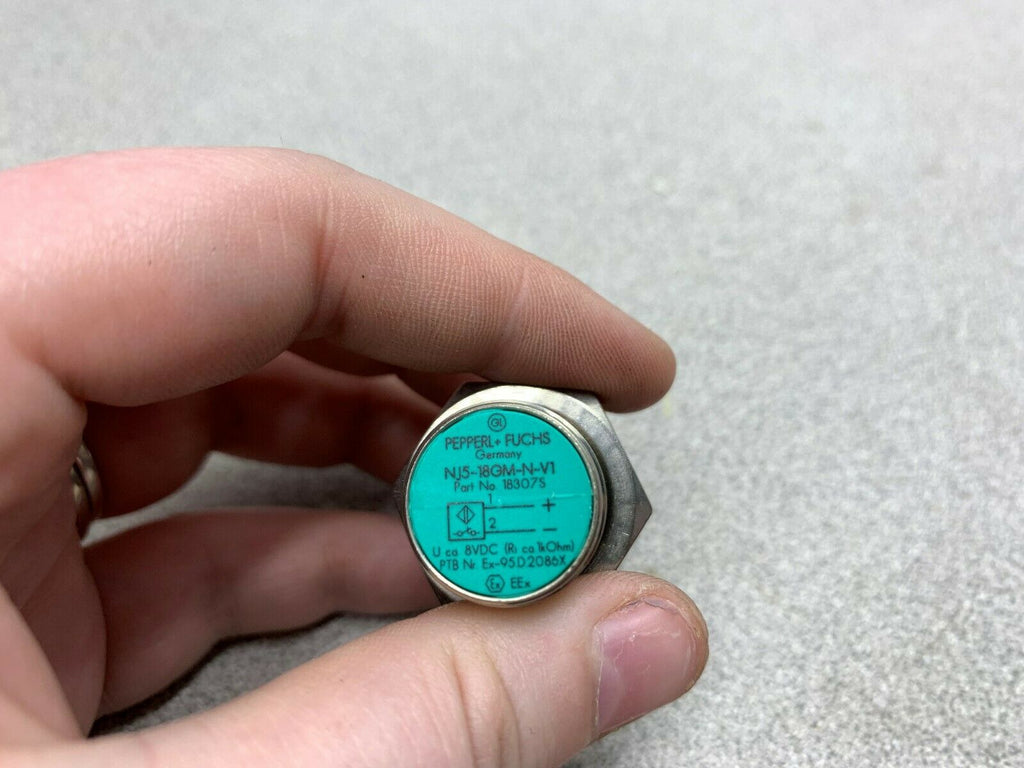 GL
PEPPERL+ FUCHS
Germany
NJ5-18GM-N-V1
Part No. 18307S
1 +
2 −
U ca. 8VDC (Ri ca.1kOhm)
PTB Nr. Ex-95.D.2086X
Ex EEx